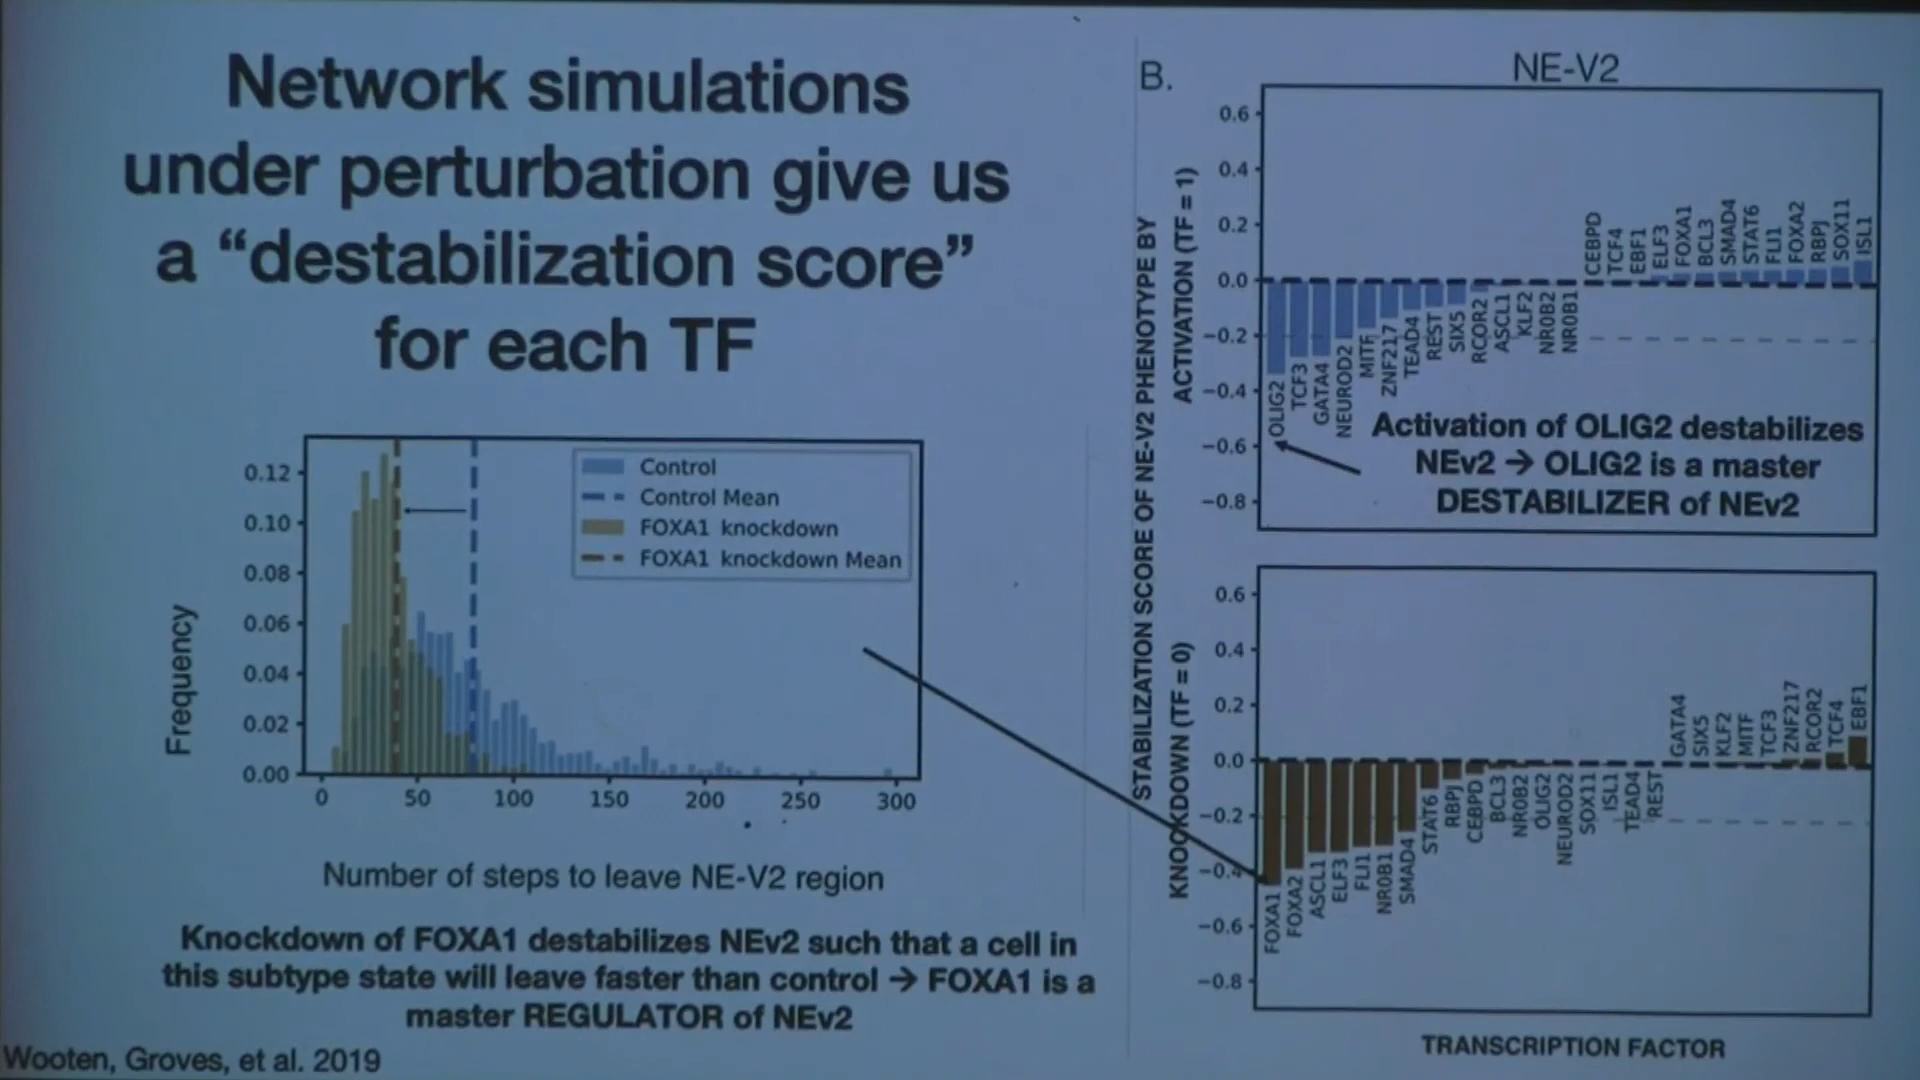 Network simulations
under perturbation give us
a “destabilization score”
for each TF
0.12
0.10
0.08
0.06
0.04
0.02
0.00
Frequency
Control
Control Mean
FOXA1 knockdown
FOXA1 knockdown Mean
0
50
100
150
200
250
300
Number of steps to leave NE-V2 region
Knockdown of FOXA1 destabilizes NEv2 such that a cell in
this subtype state will leave faster than control → FOXA1 is a
master REGULATOR of NEv2
Wooten, Groves, et al. 2019
B.
NE-V2
STABILIZATION SCORE OF NE-V2 PHENOTYPE BY
ACTIVATION (TF = 1)
0.6
0.4
0.2
0.0
−0.2
−0.4
−0.6
−0.8
OLIG2
TCF3
GATA4
NEUROD2
MITF
ZNF217
TEAD4
REST
SIX5
RCOR2
ASCL1
KLF2
NR0B2
NR0B1
CEBPD
TCF4
EBF1
ELF3
FOXA1
BCL3
SMAD4
STAT6
FLI1
FOXA2
RBPJ
SOX11
ISL1
Activation of OLIG2 destabilizes
NEv2 → OLIG2 is a master
DESTABILIZER of NEv2
KNOCKDOWN (TF = 0)
0.6
0.4
0.2
0.0
−0.2
−0.4
−0.6
−0.8
FOXA1
FOXA2
ASCL1
ELF3
FLI1
NR0B1
SMAD4
STAT6
RBPJ
CEBPD
BCL3
NR0B2
OLIG2
NEUROD2
SOX11
ISL1
TEAD4
REST
GATA4
SIX5
KLF2
MITF
TCF3
ZNF217
RCOR2
TCF4
EBF1
TRANSCRIPTION FACTOR